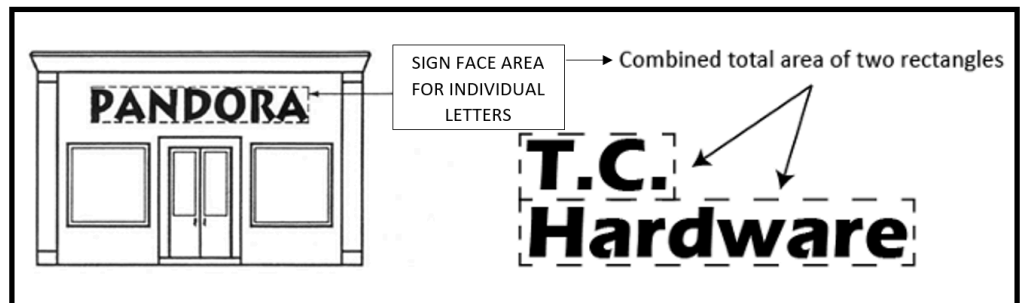 SIGN FACE AREA
FOR INDIVIDUAL
LETTERS
Combined total area of two rectangles
PANDORA
T.C.
Hardware